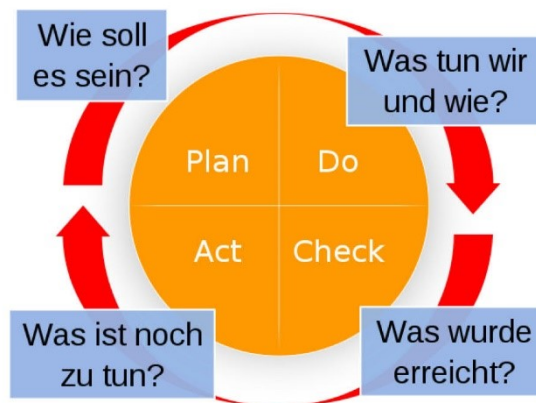 Wie soll
es sein?
Was tun wir
und wie?
Plan
Do
Act
Check
Was ist noch
zu tun?
Was wurde
erreicht?